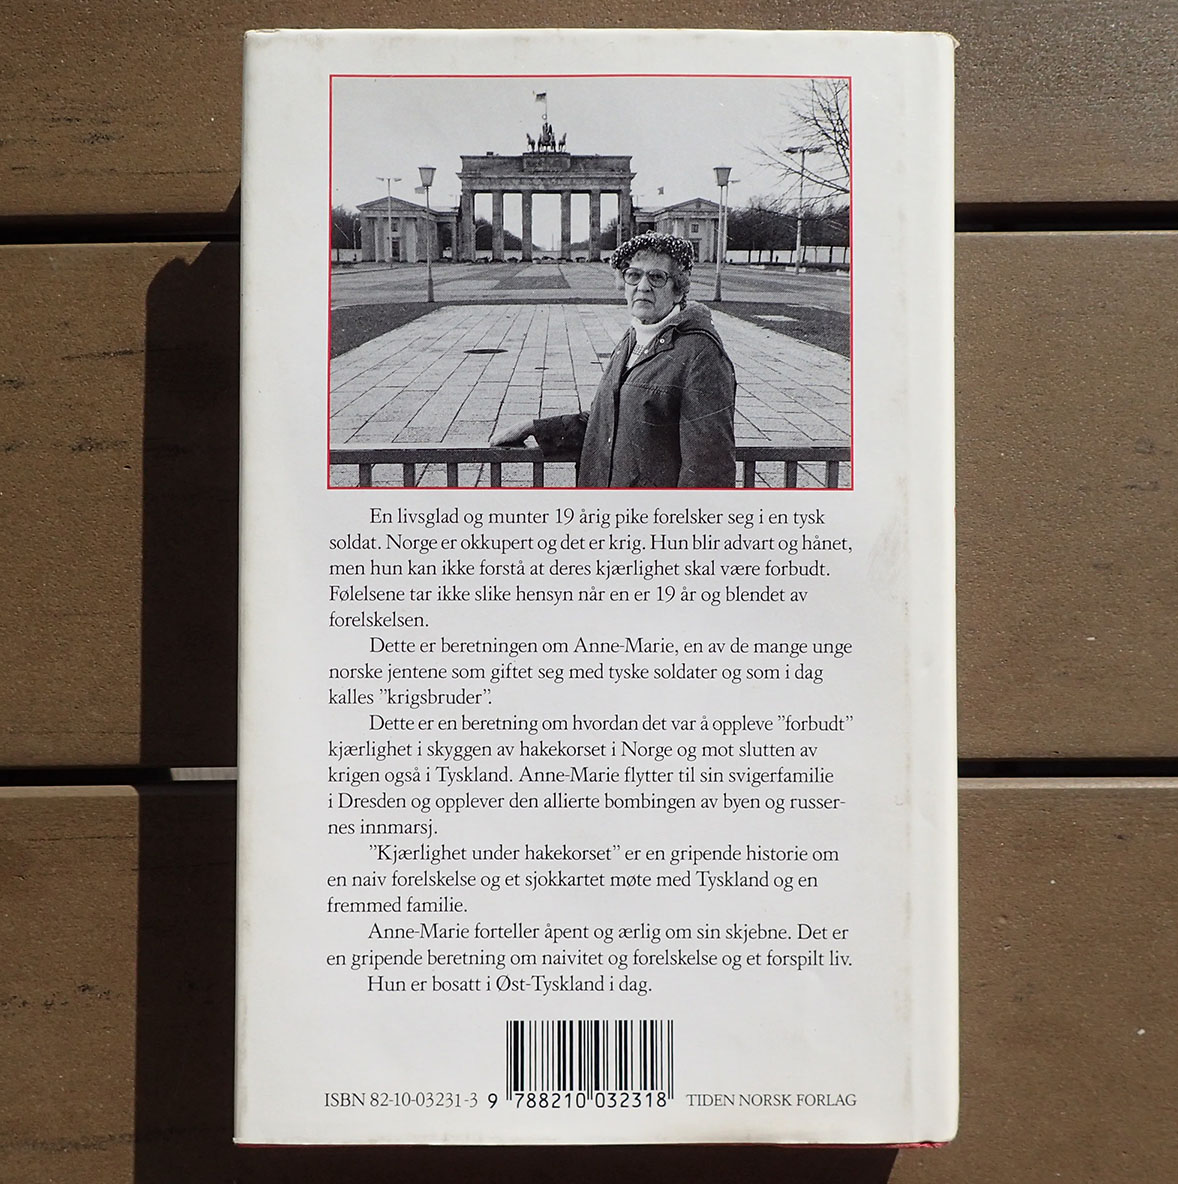 En livsglad og munter 19 årig pike forelsker seg i en tysk
soldat. Norge er okkupert og det er krig. Hun blir advart og hånet,
men hun kan ikke forstå at deres kjærlighet skal være forbudt.
Følelsene tar ikke slike hensyn når en er 19 år og blendet av
forelskelsen.
Dette er beretningen om Anne-Marie, en av de mange unge
norske jentene som giftet seg med tyske soldater og som i dag
kalles ”krigsbruder”.
Dette er en beretning om hvordan det var å oppleve ”forbudt”
kjærlighet i skyggen av hakekorset i Norge og mot slutten av
krigen også i Tyskland. Anne-Marie flytter til sin svigerfamilie
i Dresden og opplever den allierte bombingen av byen og russer-
nes innmarsj.
”Kjærlighet under hakekorset” er en gripende historie om
en naiv forelskelse og et sjokkartet møte med Tyskland og en
fremmed familie.
Anne-Marie forteller åpent og ærlig om sin skjebne. Det er
en gripende beretning om naivitet og forelskelse og et forspilt liv.
Hun er bosatt i Øst-Tyskland i dag.
ISBN 82-10-03231-3 9 788210 032318 TIDEN NORSK FORLAG